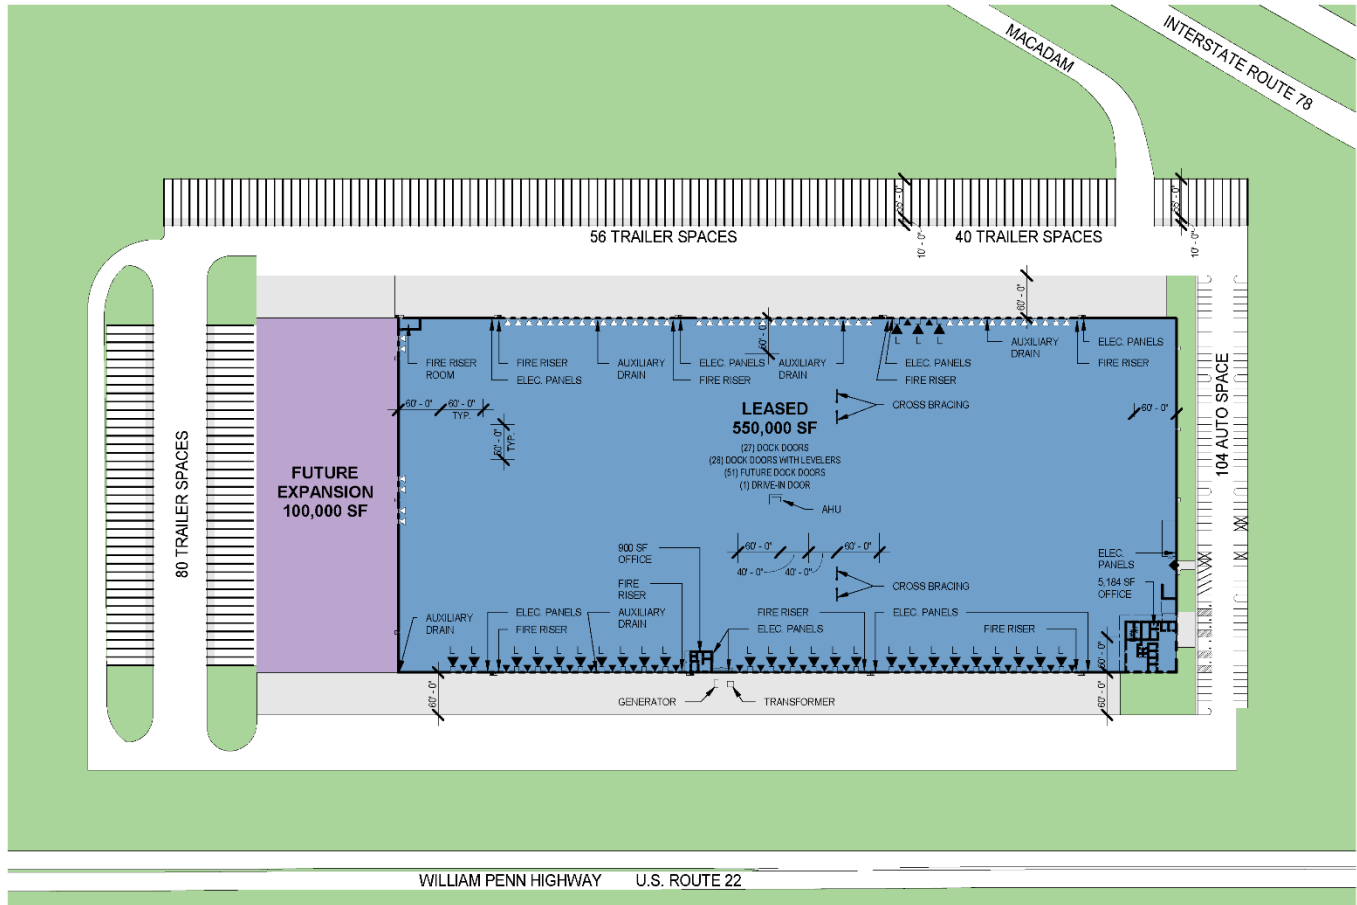 MACADAM
INTERSTATE ROUTE 78
55' - 0"
55' - 0"
56 TRAILER SPACES
40 TRAILER SPACES
10' - 0"
10' - 0"
60' - 0"
60' - 0"
FIRE RISER
ROOM
FIRE RISER
ELEC. PANELS
AUXILIARY
DRAIN
ELEC. PANELS
FIRE RISER
AUXILIARY
DRAIN
ELEC. PANELS
FIRE RISER
AUXILIARY
DRAIN
ELEC. PANELS
FIRE RISER
60' - 0"
60' - 0"
TYP.
60' - 0"
TYP.
CROSS BRACING
60' - 0"
LEASED
550,000 SF
(27) DOCK DOORS
(28) DOCK DOORS WITH LEVELERS
(51) FUTURE DOCK DOORS
(1) DRIVE-IN DOOR
AHU
104 AUTO SPACE
80 TRAILER SPACES
FUTURE
EXPANSION
100,000 SF
60' - 0"
60' - 0"
40' - 0"
40' - 0"
900 SF
OFFICE
FIRE
RISER
CROSS BRACING
ELEC.
PANELS
5,184 SF
OFFICE
AUXILIARY
DRAIN
ELEC. PANELS
FIRE RISER
AUXILIARY
DRAIN
FIRE RISER
ELEC. PANELS
ELEC. PANELS
FIRE RISER
L L L L L L L L L L L L L L L L L L L L L L L L L
L L L
60' - 0"
60' - 0"
60' - 0"
GENERATOR
TRANSFORMER
WILLIAM PENN HIGHWAY U.S. ROUTE 22